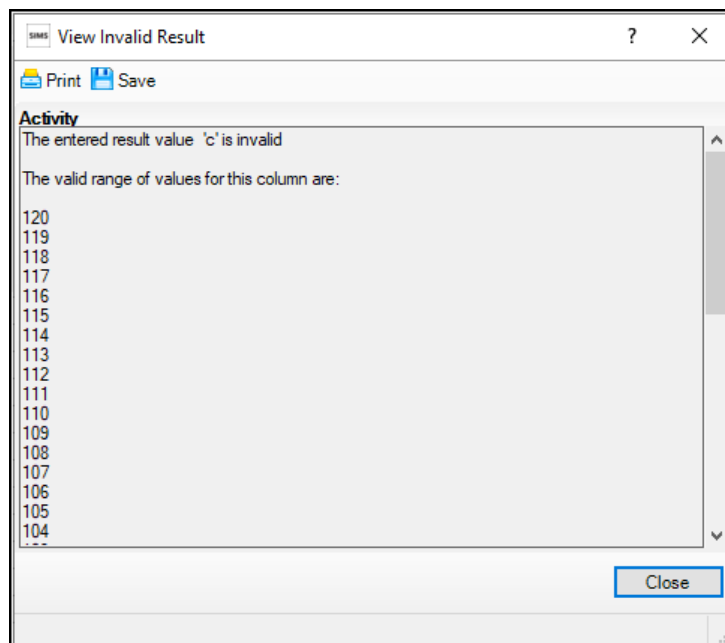 SIMS View Invalid Result ?
Print Save
Activity
The entered result value 'c' is invalid
The valid range of values for this column are:
120
119
118
117
116
115
114
113
112
111
110
109
108
107
106
105
104
Close